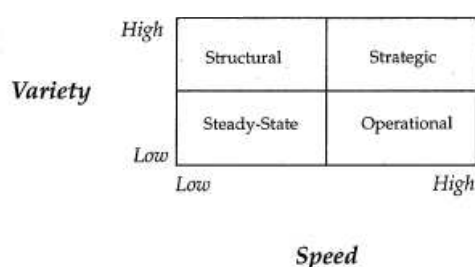 High
Structural Strategic
Variety
Steady-State Operational
Low
Low High
Speed